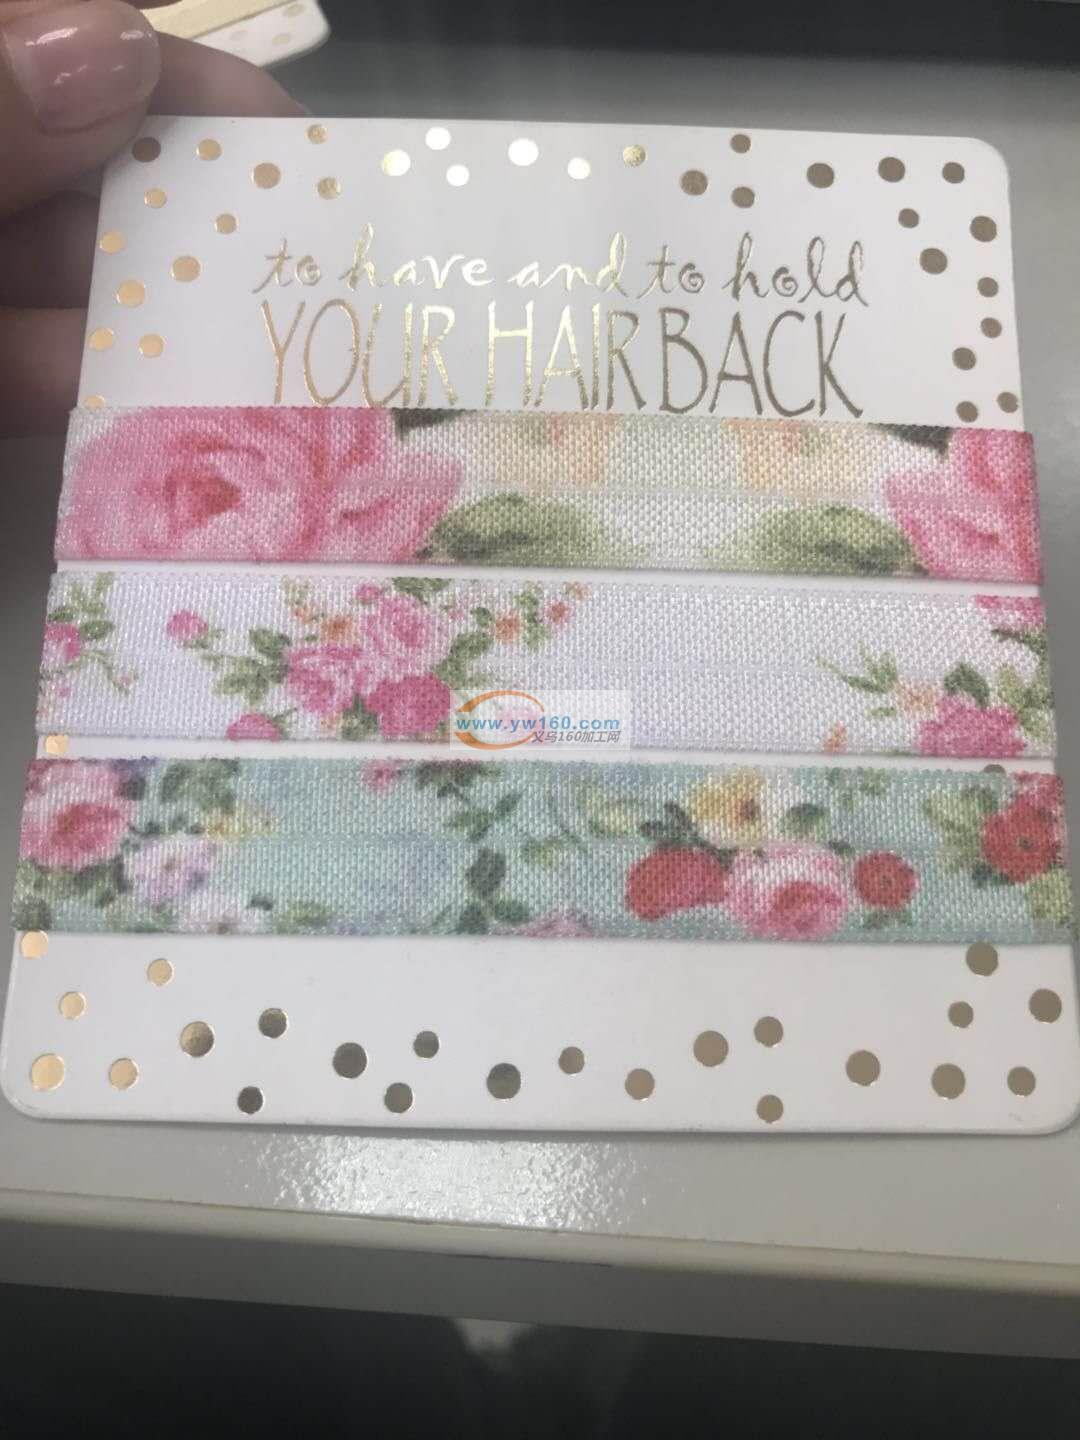 to have and to hold
YOUR HAIR BACK
www.yw160.com
义乌160加工网